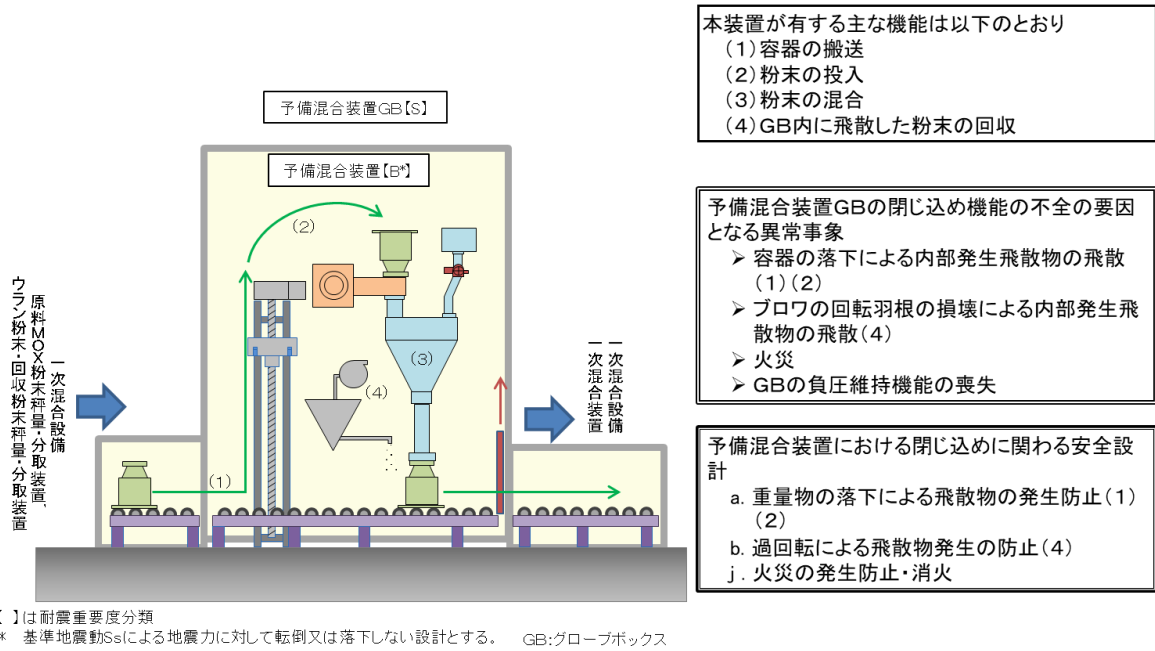 予備混合装置GB【S】
予備混合装置【B*】
(1)
(2)
(3)
(4)
一次混合設備
原料MOX粉末秤量・分取装置、
ウラン粉末・回収粉末秤量・分取装置
一次混合設備
一次混合装置
本装置が有する主な機能は以下のとおり
(1)容器の搬送
(2)粉末の投入
(3)粉末の混合
(4)GB内に飛散した粉末の回収
予備混合装置GBの閉じ込め機能の不全の要因
となる異常事象
➢ 容器の落下による内部発生飛散物の飛散
(1)(2)
➢ ブロワの回転羽根の損壊による内部発生飛
散物の飛散(4)
➢ 火災
➢ GBの負圧維持機能の喪失
予備混合装置における閉じ込めに関わる安全設
計
a. 重量物の落下による飛散物の発生防止(1)
(2)
b. 過回転による飛散物発生の防止(4)
j. 火災の発生防止・消火
【 】は耐震重要度分類
* 基準地震動Ssによる地震力に対して転倒又は落下しない設計とする。 GB:グローブボックス